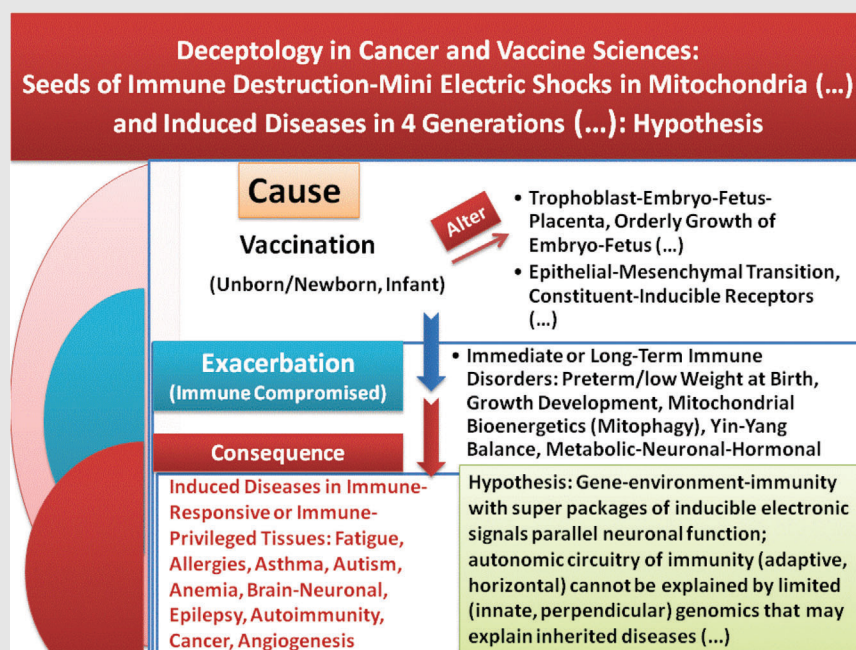 Deceptology in Cancer and Vaccine Sciences:
Seeds of Immune Destruction-Mini Electric Shocks in Mitochondria (...)
and Induced Diseases in 4 Generations (...): Hypothesis
Cause
Vaccination
(Unborn/Newborn, Infant)
Alter
• Trophoblast-Embryo-Fetus-
Placenta, Orderly Growth of
Embryo-Fetus (...)
• Epithelial-Mesenchymal Transition,
Constituent-Inducible Receptors
(...)
Exacerbation
(Immune Compromised)
• Immediate or Long-Term Immune
Disorders: Preterm/low Weight at Birth,
Growth Development, Mitochondrial
Bioenergetics (Mitophagy), Yin-Yang
Balance, Metabolic-Neuronal-Hormonal
Consequence
Induced Diseases in Immune-
Responsive or Immune-
Privileged Tissues: Fatigue,
Allergies, Asthma, Autism,
Anemia, Brain-Neuronal,
Epilepsy, Autoimmunity,
Cancer, Angiogenesis
Hypothesis: Gene-environment-immunity
with super packages of inducible electronic
signals parallel neuronal function;
autonomic circuitry of immunity (adaptive,
horizontal) cannot be explained by limited
(innate, perpendicular) genomics that may
explain inherited diseases (...)